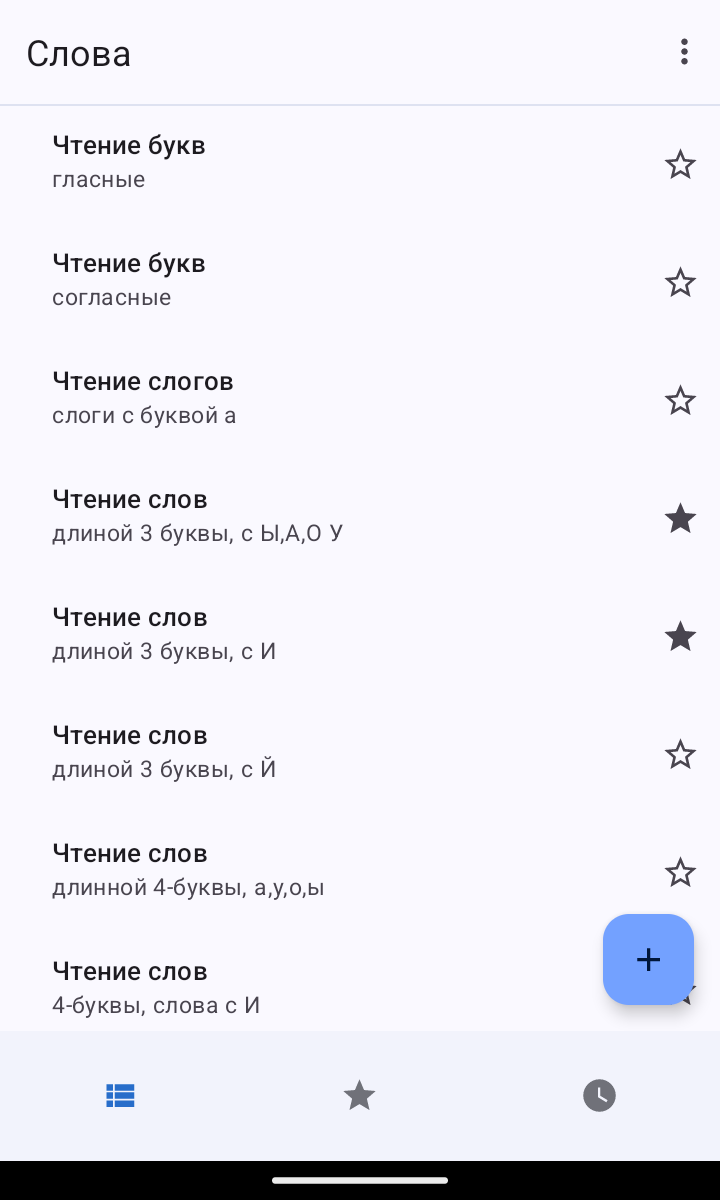 Слова
Чтение букв
гласные
Чтение букв
согласные
Чтение слогов
слоги с буквой а
Чтение слов
длиной 3 буквы, с Ы,А,О У
Чтение слов
длиной 3 буквы, с И
Чтение слов
длиной 3 буквы, с Й
Чтение слов
длинной 4-буквы, а,у,о,ы
Чтение слов
4-буквы, слова с И